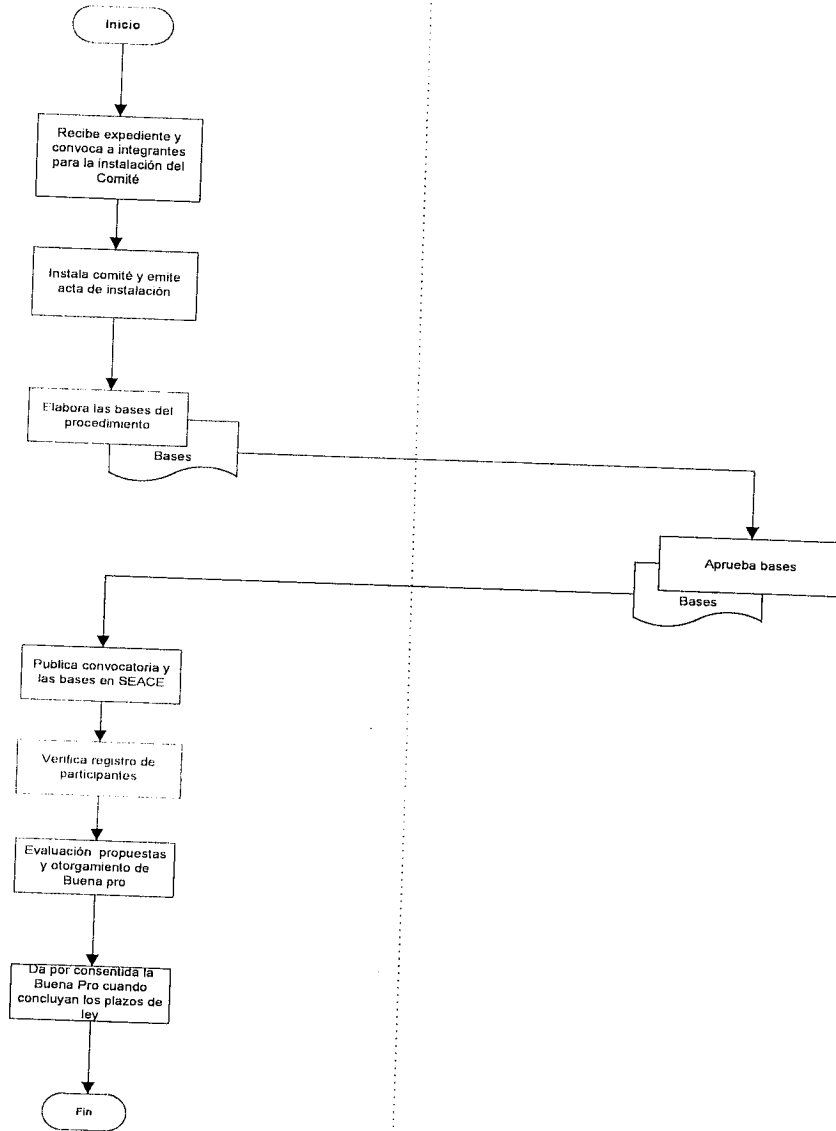 Inicio
Recibe expediente y
convoca a integrantes
para la instalación del
Comité
Instala comité y emite
acta de instalación
Elabora las bases del
procedimiento
Bases
Aprueba bases
Bases
Publica convocatoria y
las bases en SEACE
Verifica registro de
participantes
Evaluación propuestas
y otorgamiento de
Buena pro
Da por consentida la
Buena Pro cuando
concluyan los plazos de
ley
Fin